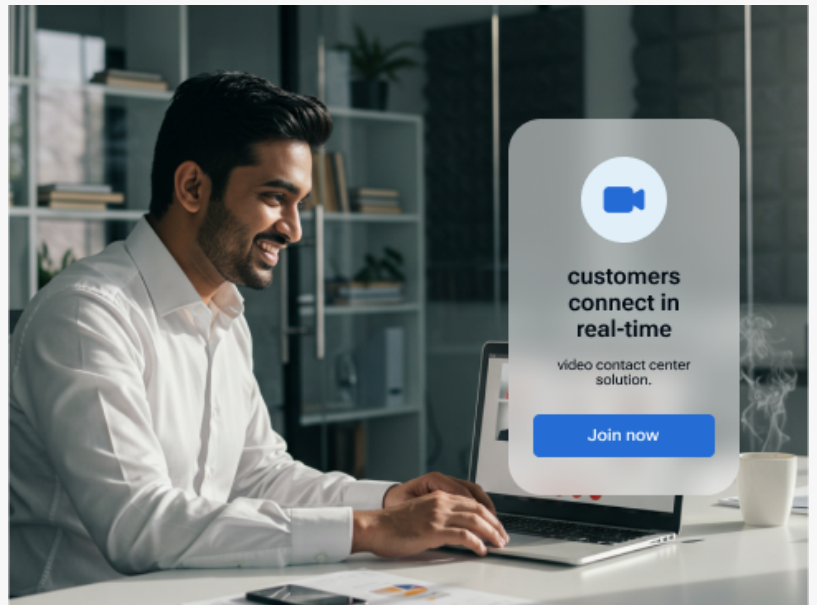 customers
connect in
real-time
video contact center
solution.
Join now